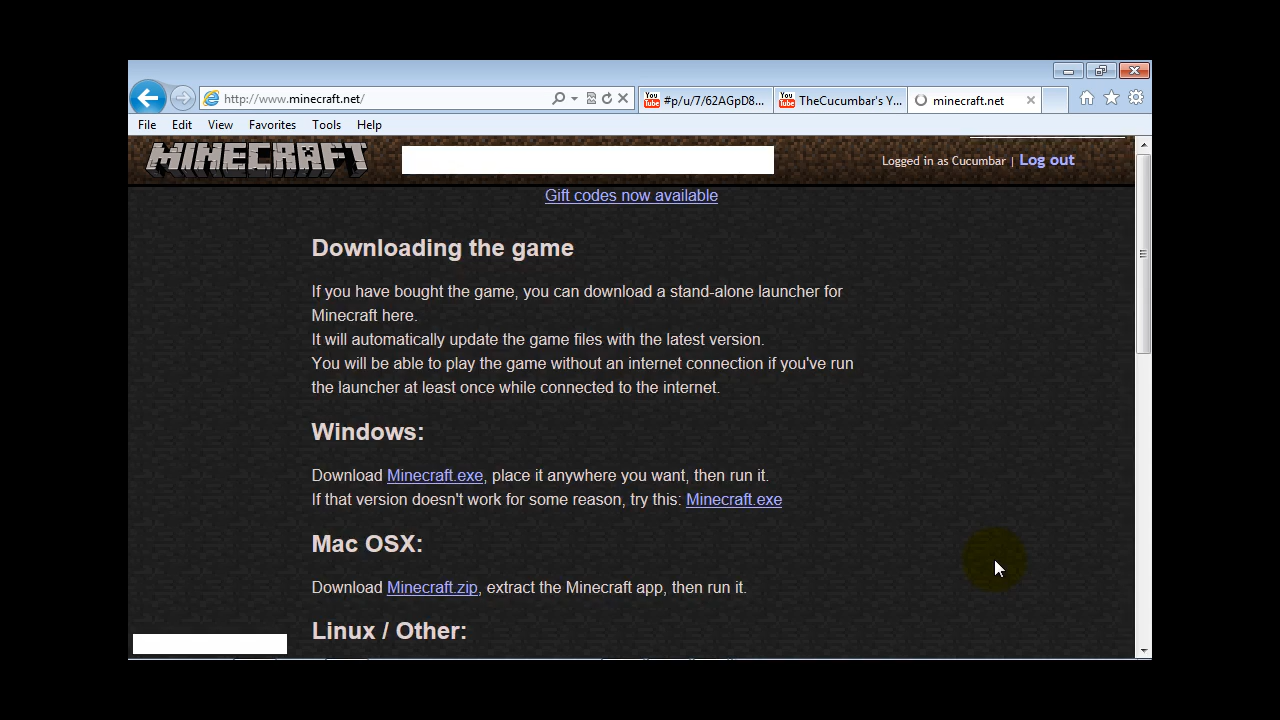 http://www.minecraft.net/
You Tube #p/u/7/62AGpD8...
You Tube TheCucumbar's Y...
minecraft.net
File Edit View Favorites Tools Help
MINECRAFT
Logged in as Cucumbar | Log out
Gift codes now available
Downloading the game
If you have bought the game, you can download a stand-alone launcher for
Minecraft here.
It will automatically update the game files with the latest version.
You will be able to play the game without an internet connection if you've run
the launcher at least once while connected to the internet.
Windows:
Download Minecraft.exe, place it anywhere you want, then run it.
If that version doesn't work for some reason, try this: Minecraft.exe
Mac OSX:
Download Minecraft.zip, extract the Minecraft app, then run it.
Linux / Other: